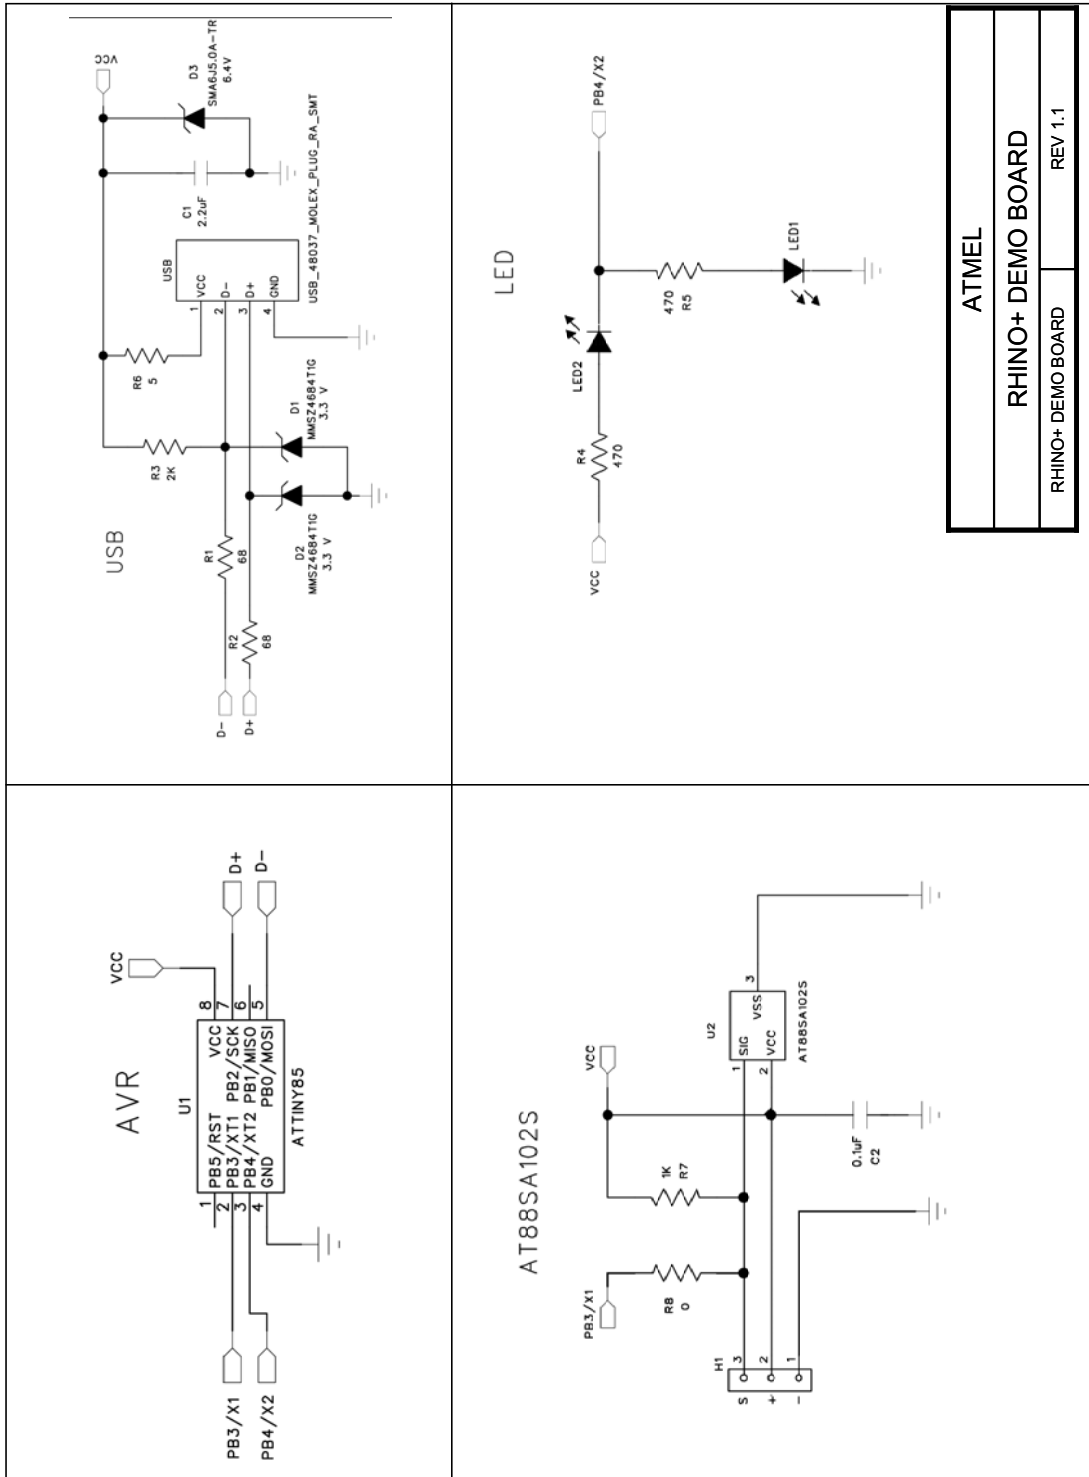 USB
VCC
D3
SMA6J5.0A-TR
6.4V
C1
2.2uF
USB_48037_MOLEX_PLUG_RA_SMT
USB
VCC
D-
D+
GND
1
2
3
4
R6
5
R3
2K
D1
MMSZ4684T1G
3.3 V
D2
MMSZ4684T1G
3.3 V
R1
68
R2
68
D-
D+
LED
PB4/X2
LED2
R4
470
VCC
470
R5
LED1
ATMEL
RHINO+ DEMO BOARD
RHINO+ DEMO BOARD
REV 1.1
AVR
U1
VCC
D+
D-
1
2
3
4
PB5/RST
PB3/XT1
PB4/XT2
GND
VCC
PB2/SCK
PB1/MISO
PB0/MOSI
8
7
6
5
ATTINY85
PB3/X1
PB4/X2
AT88SA102S
VCC
U2
SIG
VCC
VSS
1
2
3
AT88SA102S
1K
R7
0.1uF
C2
PB3/X1
R8
0
H1
3
2
1
S
+
-